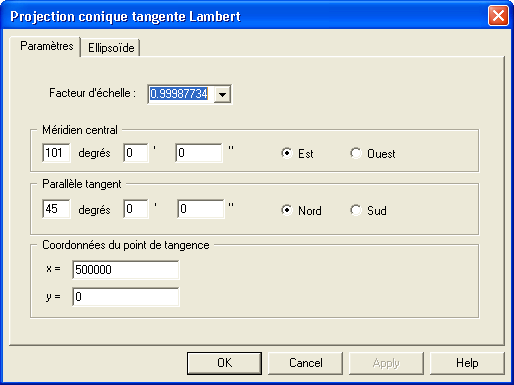 Projection conique tangente Lambert
Paramètres Ellipsoïde
Facteur d'échelle : 0.99987734
Méridien central
101 degrés 0 ' 0 " Est Ouest
Parallèle tangent
45 degrés 0 ' 0 " Nord Sud
Coordonnées du point de tangence
x = 500000
y = 0
OK Cancel Apply Help